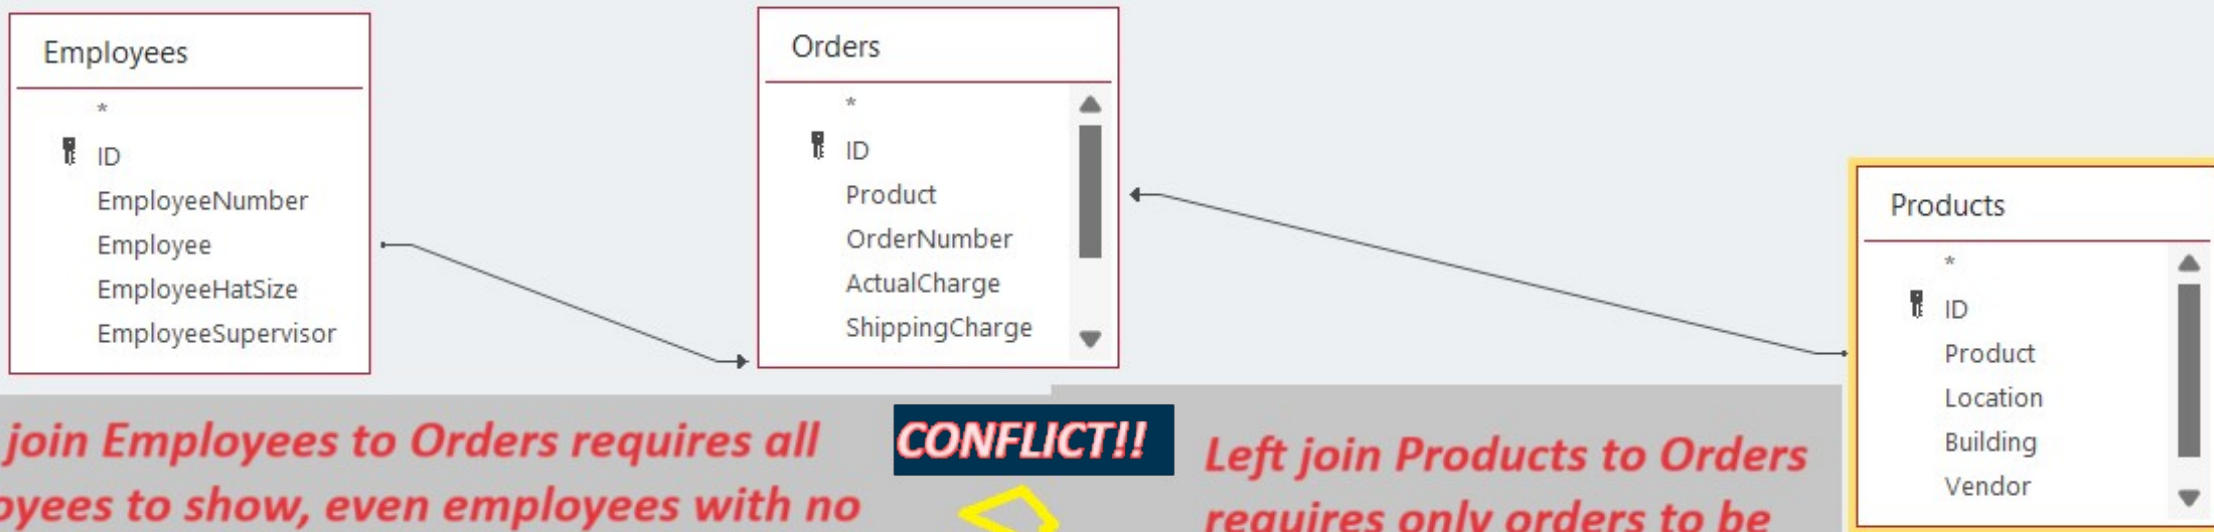 Employees
*
ID
EmployeeNumber
Employee
EmployeeHatSize
EmployeeSupervisor
Orders
*
ID
Product
OrderNumber
ActualCharge
ShippingCharge
Products
*
ID
Product
Location
Building
Vendor
join Employees to Orders requires all
oyees to show, even employees with no
CONFLICT!!
Left join Products to Orders
requires only orders to be